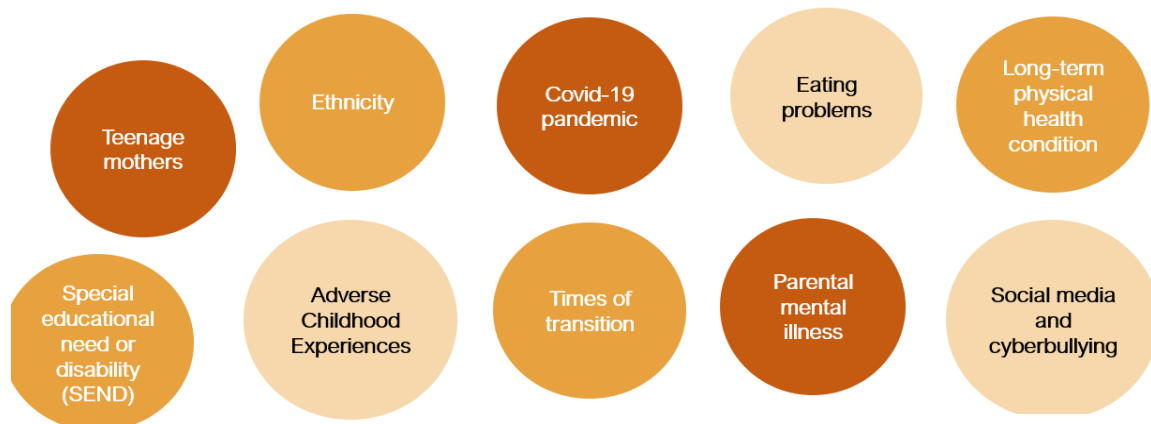 Teenage
mothers
Ethnicity
Covid-19
pandemic
Eating
problems
Long-term
physical
health
condition
Special
educational
need or
disability
(SEND)
Adverse
Childhood
Experiences
Times of
transition
Parental
mental
illness
Social media
and
cyberbullying